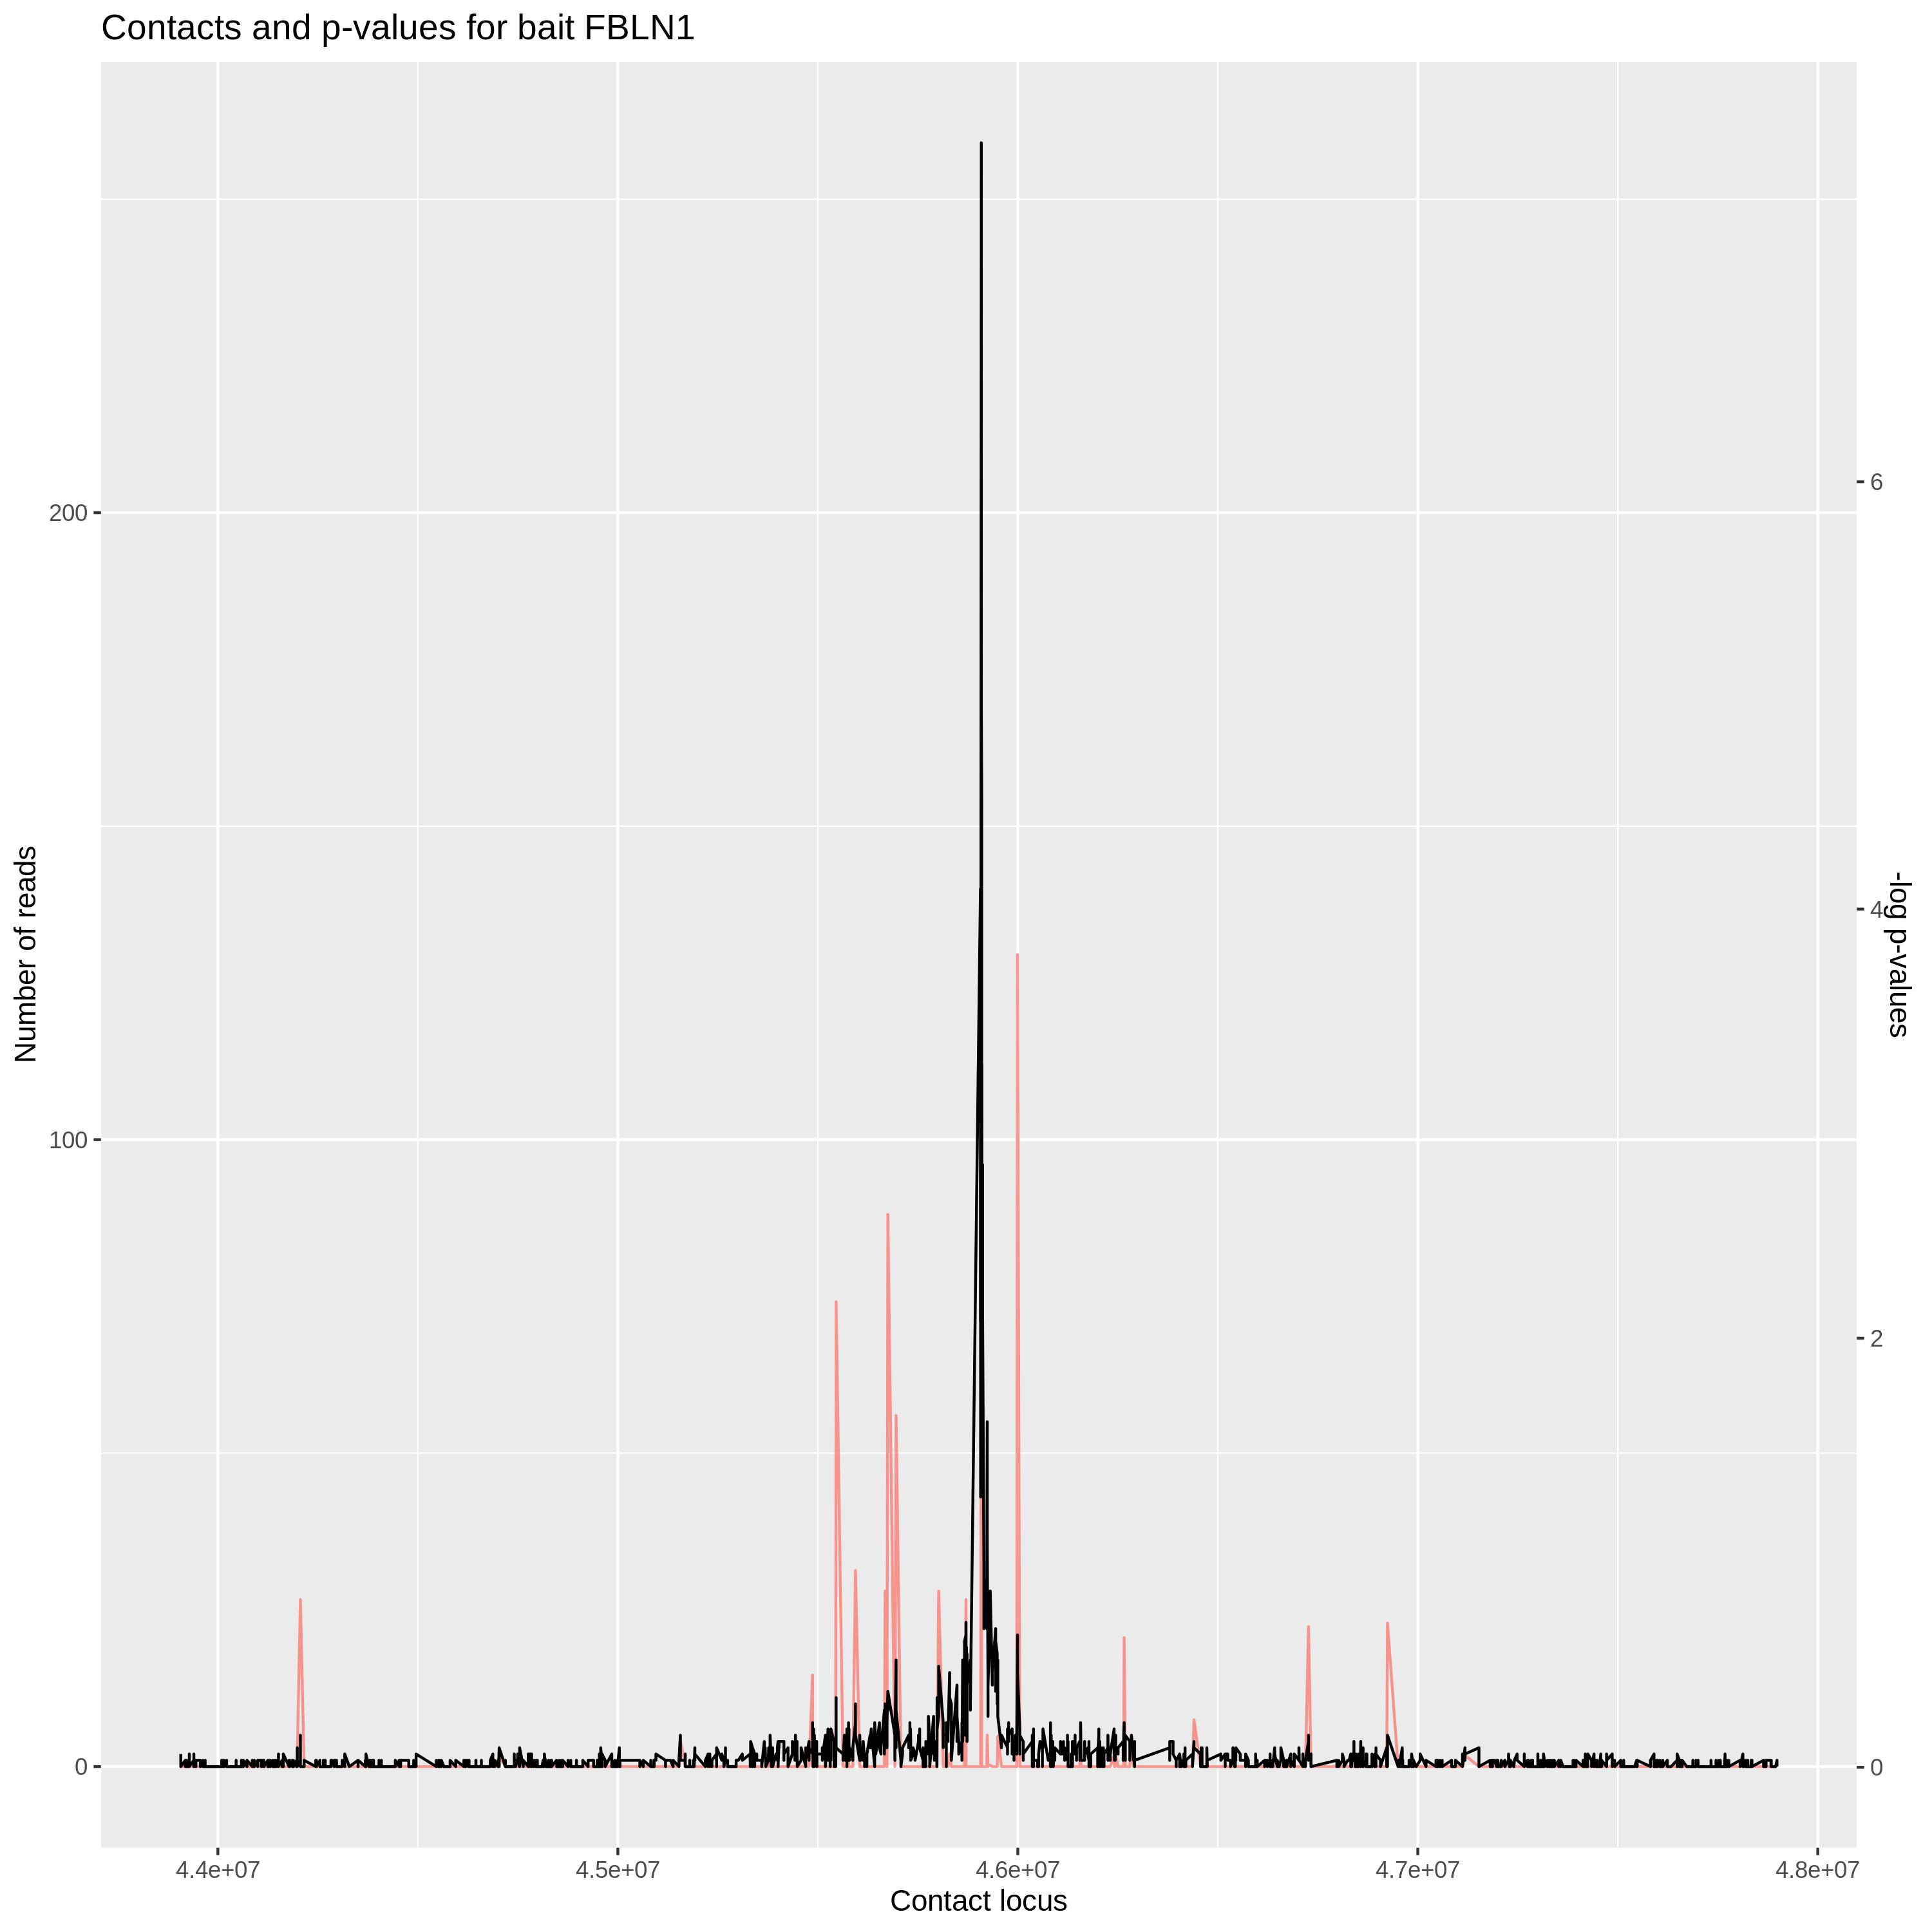 Contacts and p-values for bait FBLN1
Number of reads
200
100
0
6
4
2
0
-log p-values
4.4e+07 4.5e+07 4.6e+07 4.7e+07 4.8e+07
Contact locus